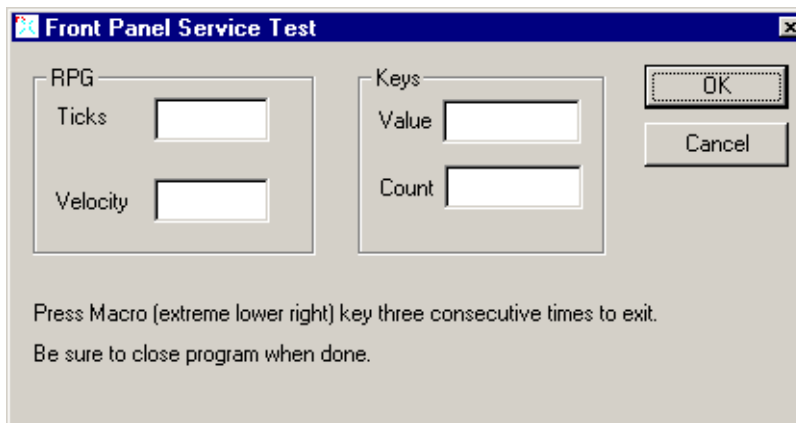 Front Panel Service Test
RPG
Ticks
Velocity
Keys
Value
Count
OK
Cancel
Press Macro (extreme lower right) key three consecutive times to exit.
Be sure to close program when done.